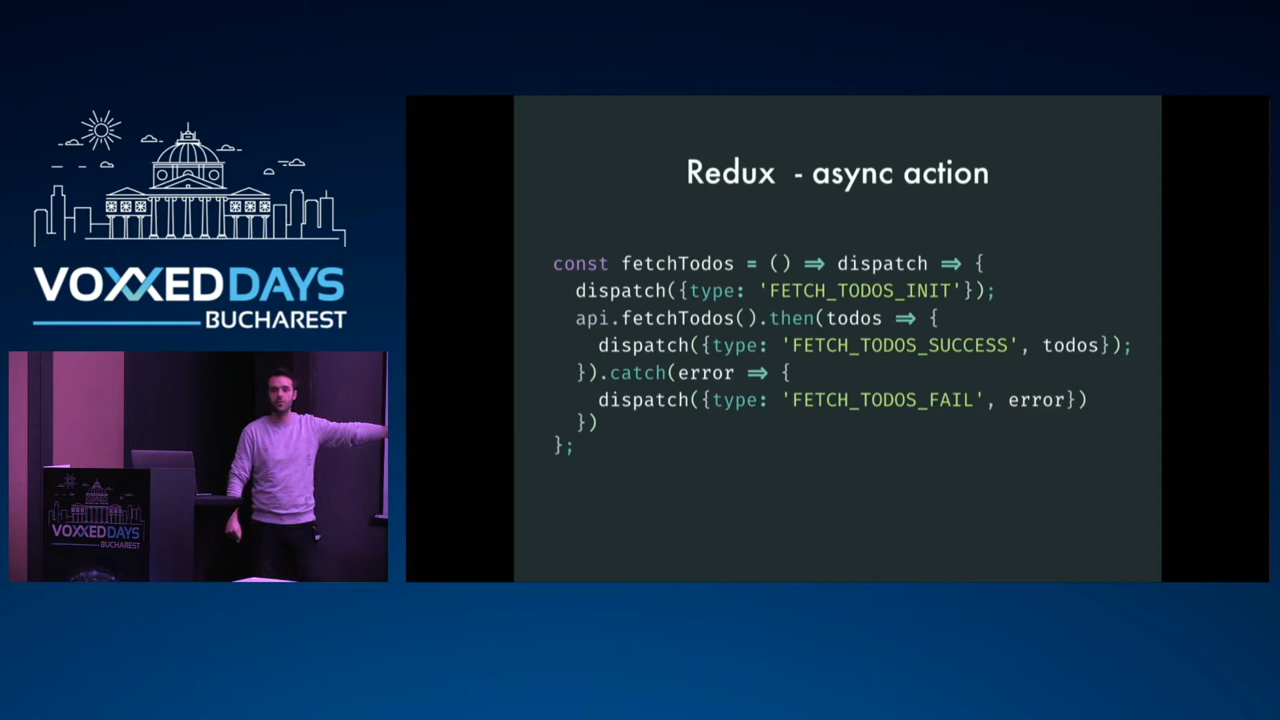 VOXXEDDAYS
BUCHAREST
VOXXEDDAYS
BUCHAREST
Redux - async action
const fetchTodos = () => dispatch => {
dispatch({type: 'FETCH_TODOS_INIT'});
api.fetchTodos().then(todos => {
dispatch({type: 'FETCH_TODOS_SUCCESS', todos});
}).catch(error => {
dispatch({type: 'FETCH_TODOS_FAIL', error})
})
};